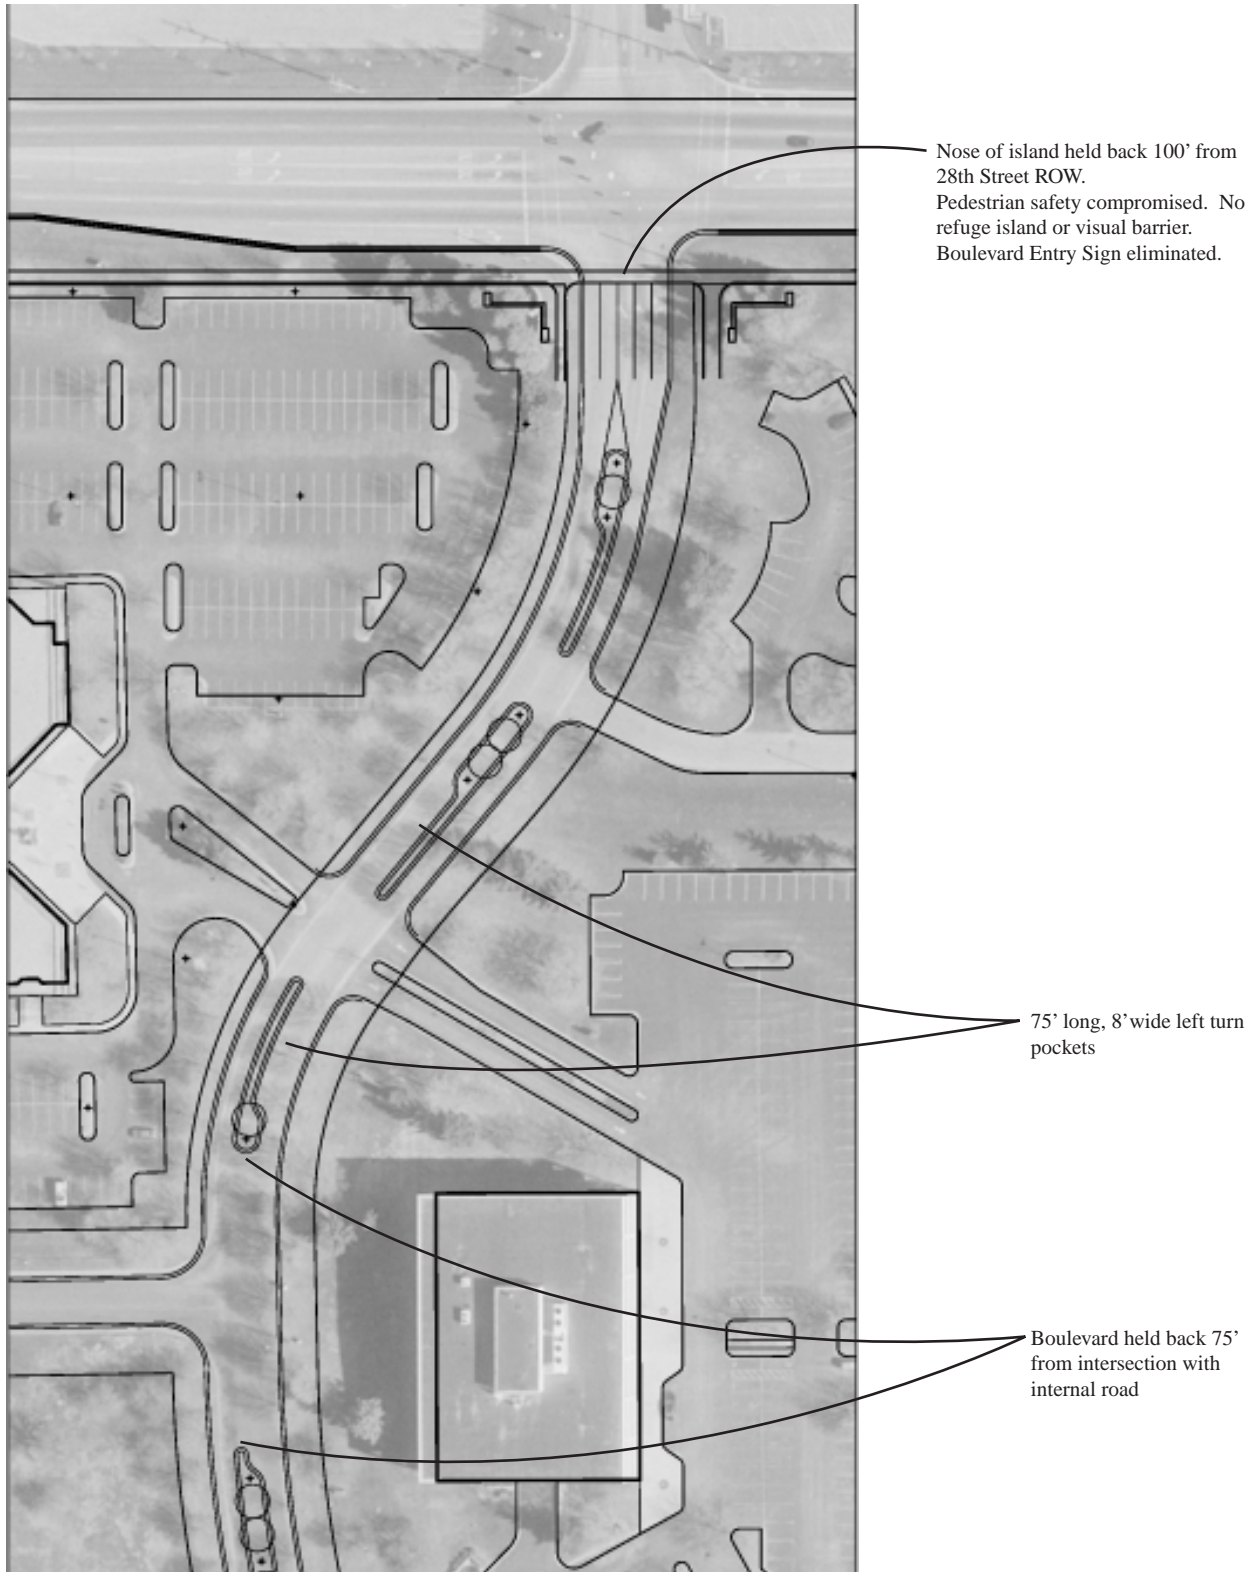 Nose of island held back 100’ from
28th Street ROW.
Pedestrian safety compromised.  No
refuge island or visual barrier.
Boulevard Entry Sign eliminated.
75’ long, 8’wide left turn
pockets
Boulevard held back 75’
from intersection with
internal road